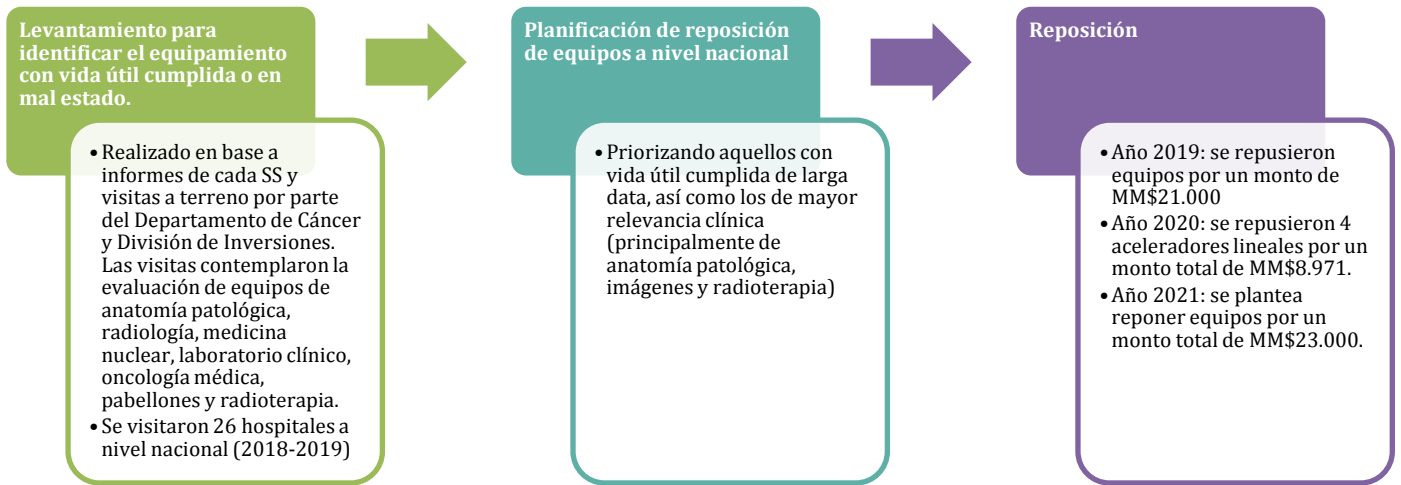 Levantamiento para
identificar el equipamiento
con vida útil cumplida o en
mal estado.
• Realizado en base a
informes de cada SS y
visitas a terreno por parte
del Departamento de Cáncer
y División de Inversiones.
Las visitas contemplaron la
evaluación de equipos de
anatomía patológica,
radiología, medicina
nuclear, laboratorio clínico,
oncología médica,
pabellones y radioterapia.
• Se visitaron 26 hospitales a
nivel nacional (2018-2019)
Planificación de reposición
de equipos a nivel nacional
• Priorizando aquellos con
vida útil cumplida de larga
data, así como los de mayor
relevancia clínica
(principalmente de
anatomía patológica,
imágenes y radioterapia)
Reposición
• Año 2019: se repusieron
equipos por un monto de
MM$21.000
• Año 2020: se repusieron 4
aceleradores lineales por un
monto total de MM$8.971.
• Año 2021: se plantea
reponer equipos por un
monto total de MM$23.000.